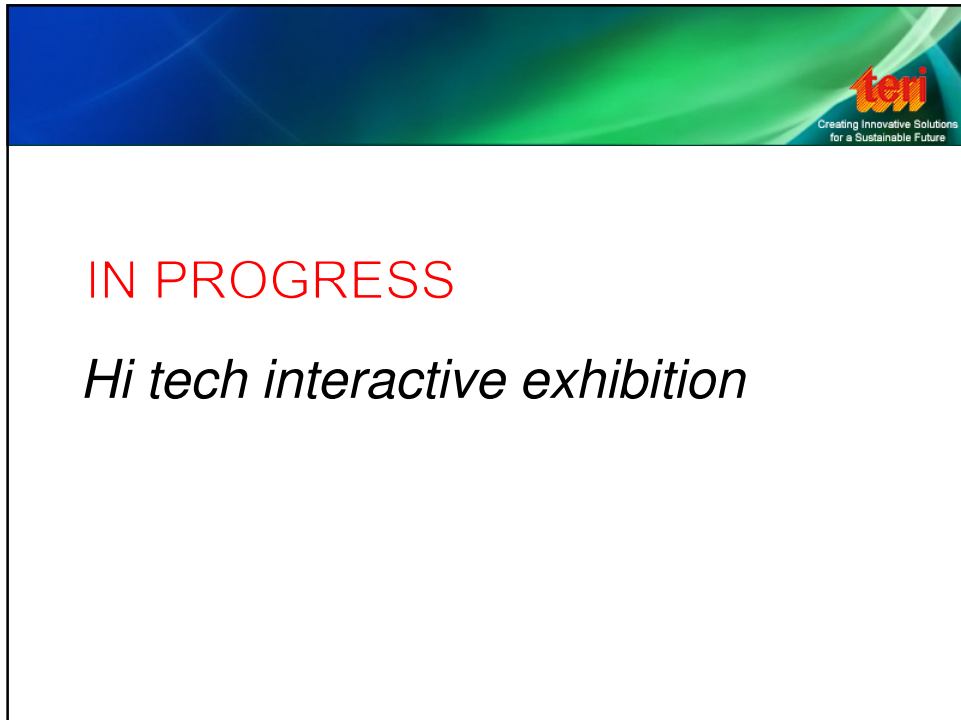 teri
Creating Innovative Solutions
for a Sustainable Future
IN PROGRESS
Hi tech interactive exhibition